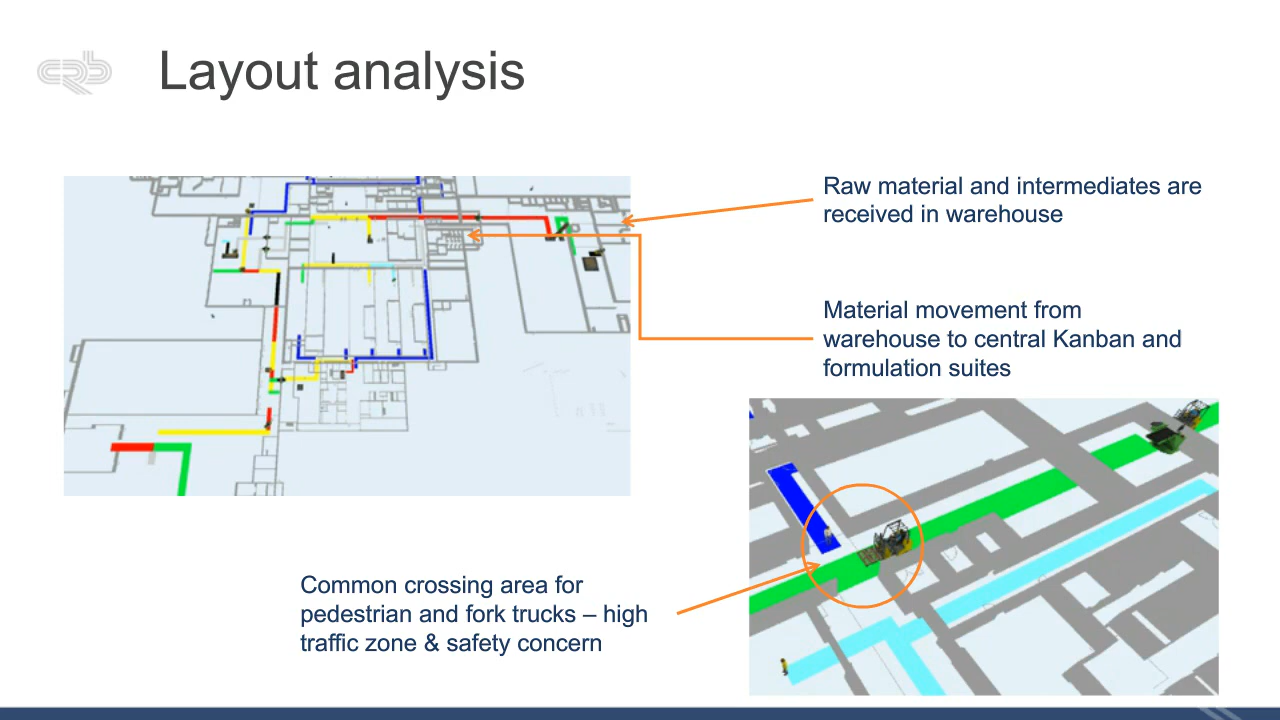 CRB
Layout analysis
Raw material and intermediates are
received in warehouse
Material movement from
warehouse to central Kanban and
formulation suites
Common crossing area for
pedestrian and fork trucks – high
traffic zone & safety concern